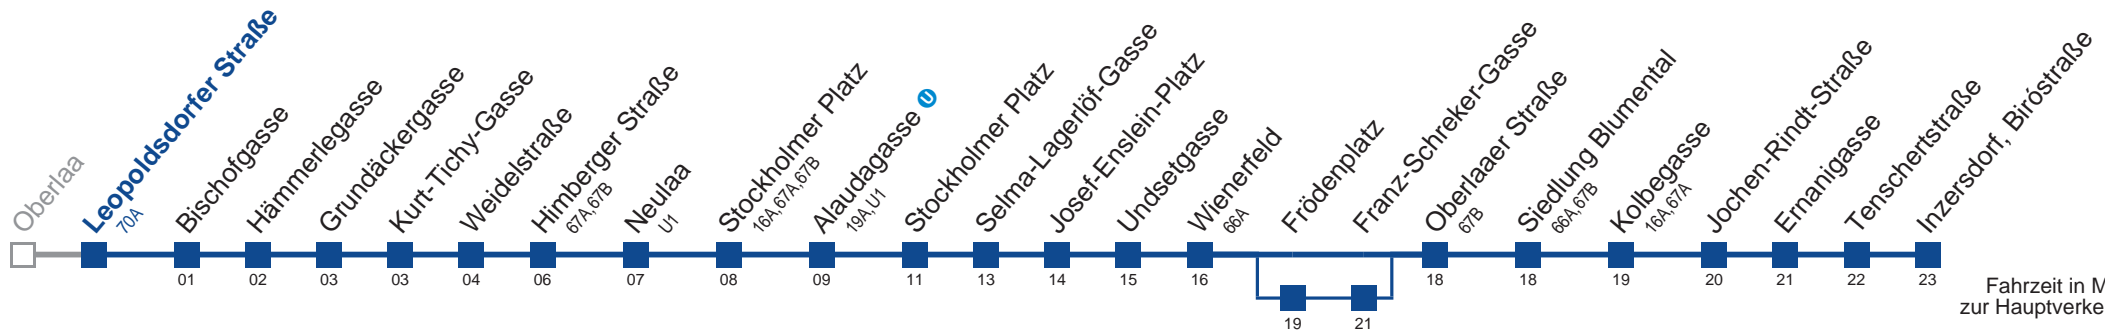 Oberlaa
Leopoldsdorfer Straße
70A
Bischofgasse
01
Hämmerlegasse
02
Grundäckergasse
03
Kurt-Tichy-Gasse
03
Weidelstraße
04
Himberger Straße
67A,67B
06
Neulaa
U1
07
Stockholmer Platz
16A,67A,67B
08
Alaudagasse U
19A,U1
09
Stockholmer Platz
11
Selma-Lagerlöf-Gasse
13
Josef-Enslein-Platz
14
Undsetgasse
15
Wienerfeld
66A
16
Frödenplatz
19
Franz-Schreker-Gasse
21
Oberlaaer Straße
67B
18
Siedlung Blumental
66A,67B
18
Kolbegasse
16A,67A
19
Jochen-Rindt-Straße
20
Ernanigasse
21
Tenschertstraße
22
Inzersdorf, Biróstraße
23
Fahrzeit in M
zur Hauptverke